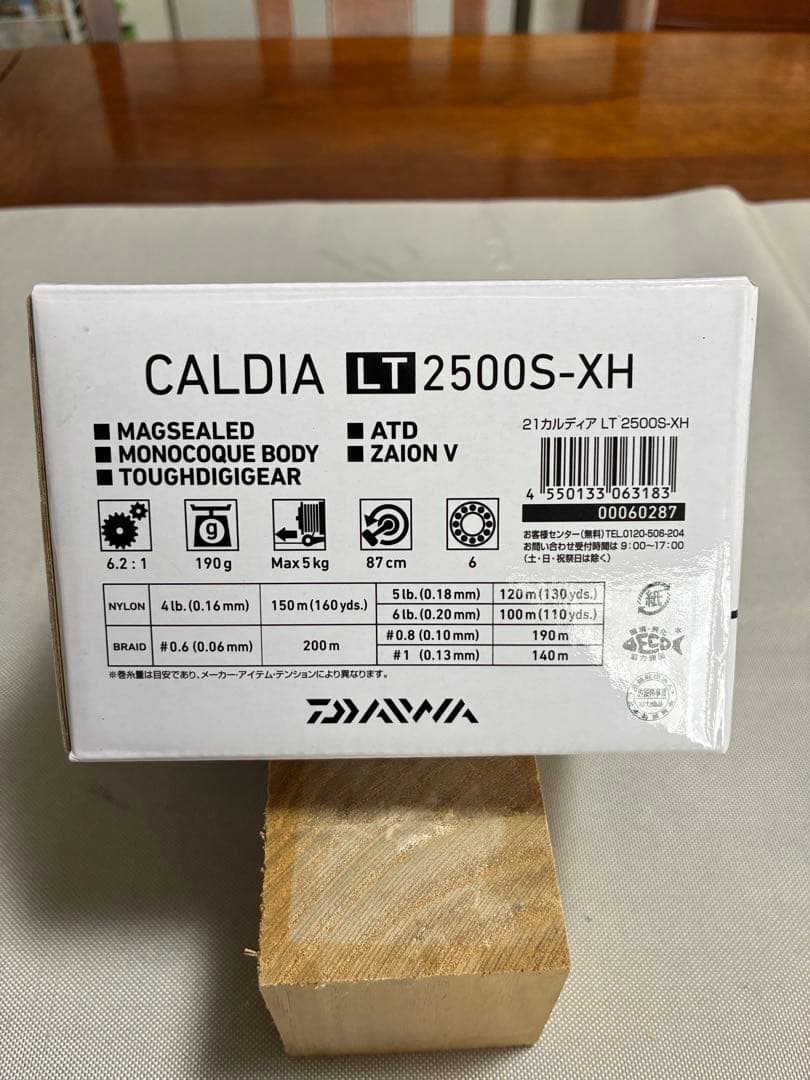 CALDIA LT 2500S-XH
■ MAGSEALED ■ ATD
■ MONOCOQUE BODY ■ ZAION V
■ TOUGHDIGIGEAR
21カルディア LT 2500S-XH
4 550133 063183
00060287
お客様センター(無料)TEL.0120-506-204
お問い合わせ受付時間は 9:00~17:00
(土・日・祝祭日は除く)
g
6.2 : 1 190g Max 5 kg 87cm 6
NYLON 4lb.(0.16mm) 150m(160yds.) 5lb.(0.18mm) 120m(130yds.)
6lb.(0.20mm) 100m(110yds.)
BRAID #0.6(0.06mm) 200m #0.8(0.10mm) 190m
#1 (0.13mm) 140m
※巻糸量は目安であり、メーカー・アイテム・テンションにより異なります。
紙
ECO
DAIWA